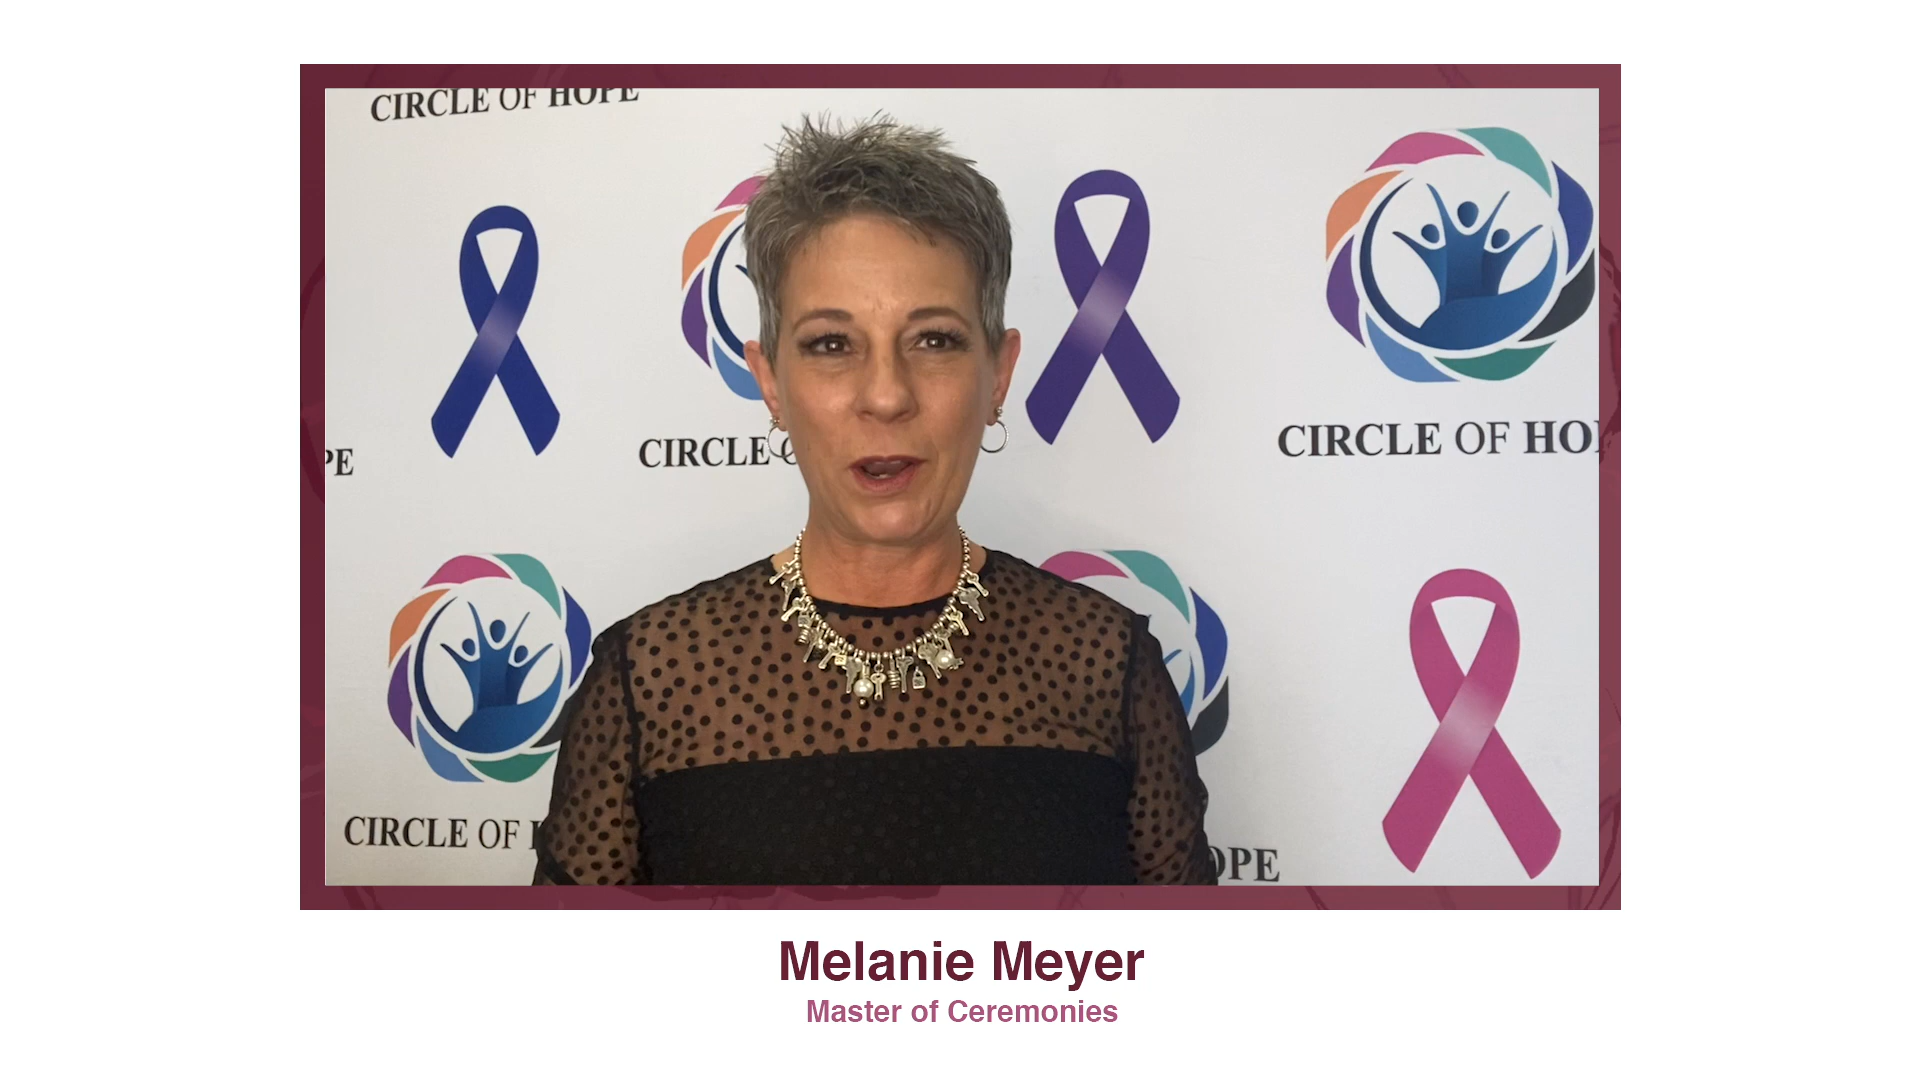 CIRCLE OF HOPE
CIRCLE
CIRCLE OF HO
PE
CIRCLE OF
OPE
Melanie Meyer
Master of Ceremonies